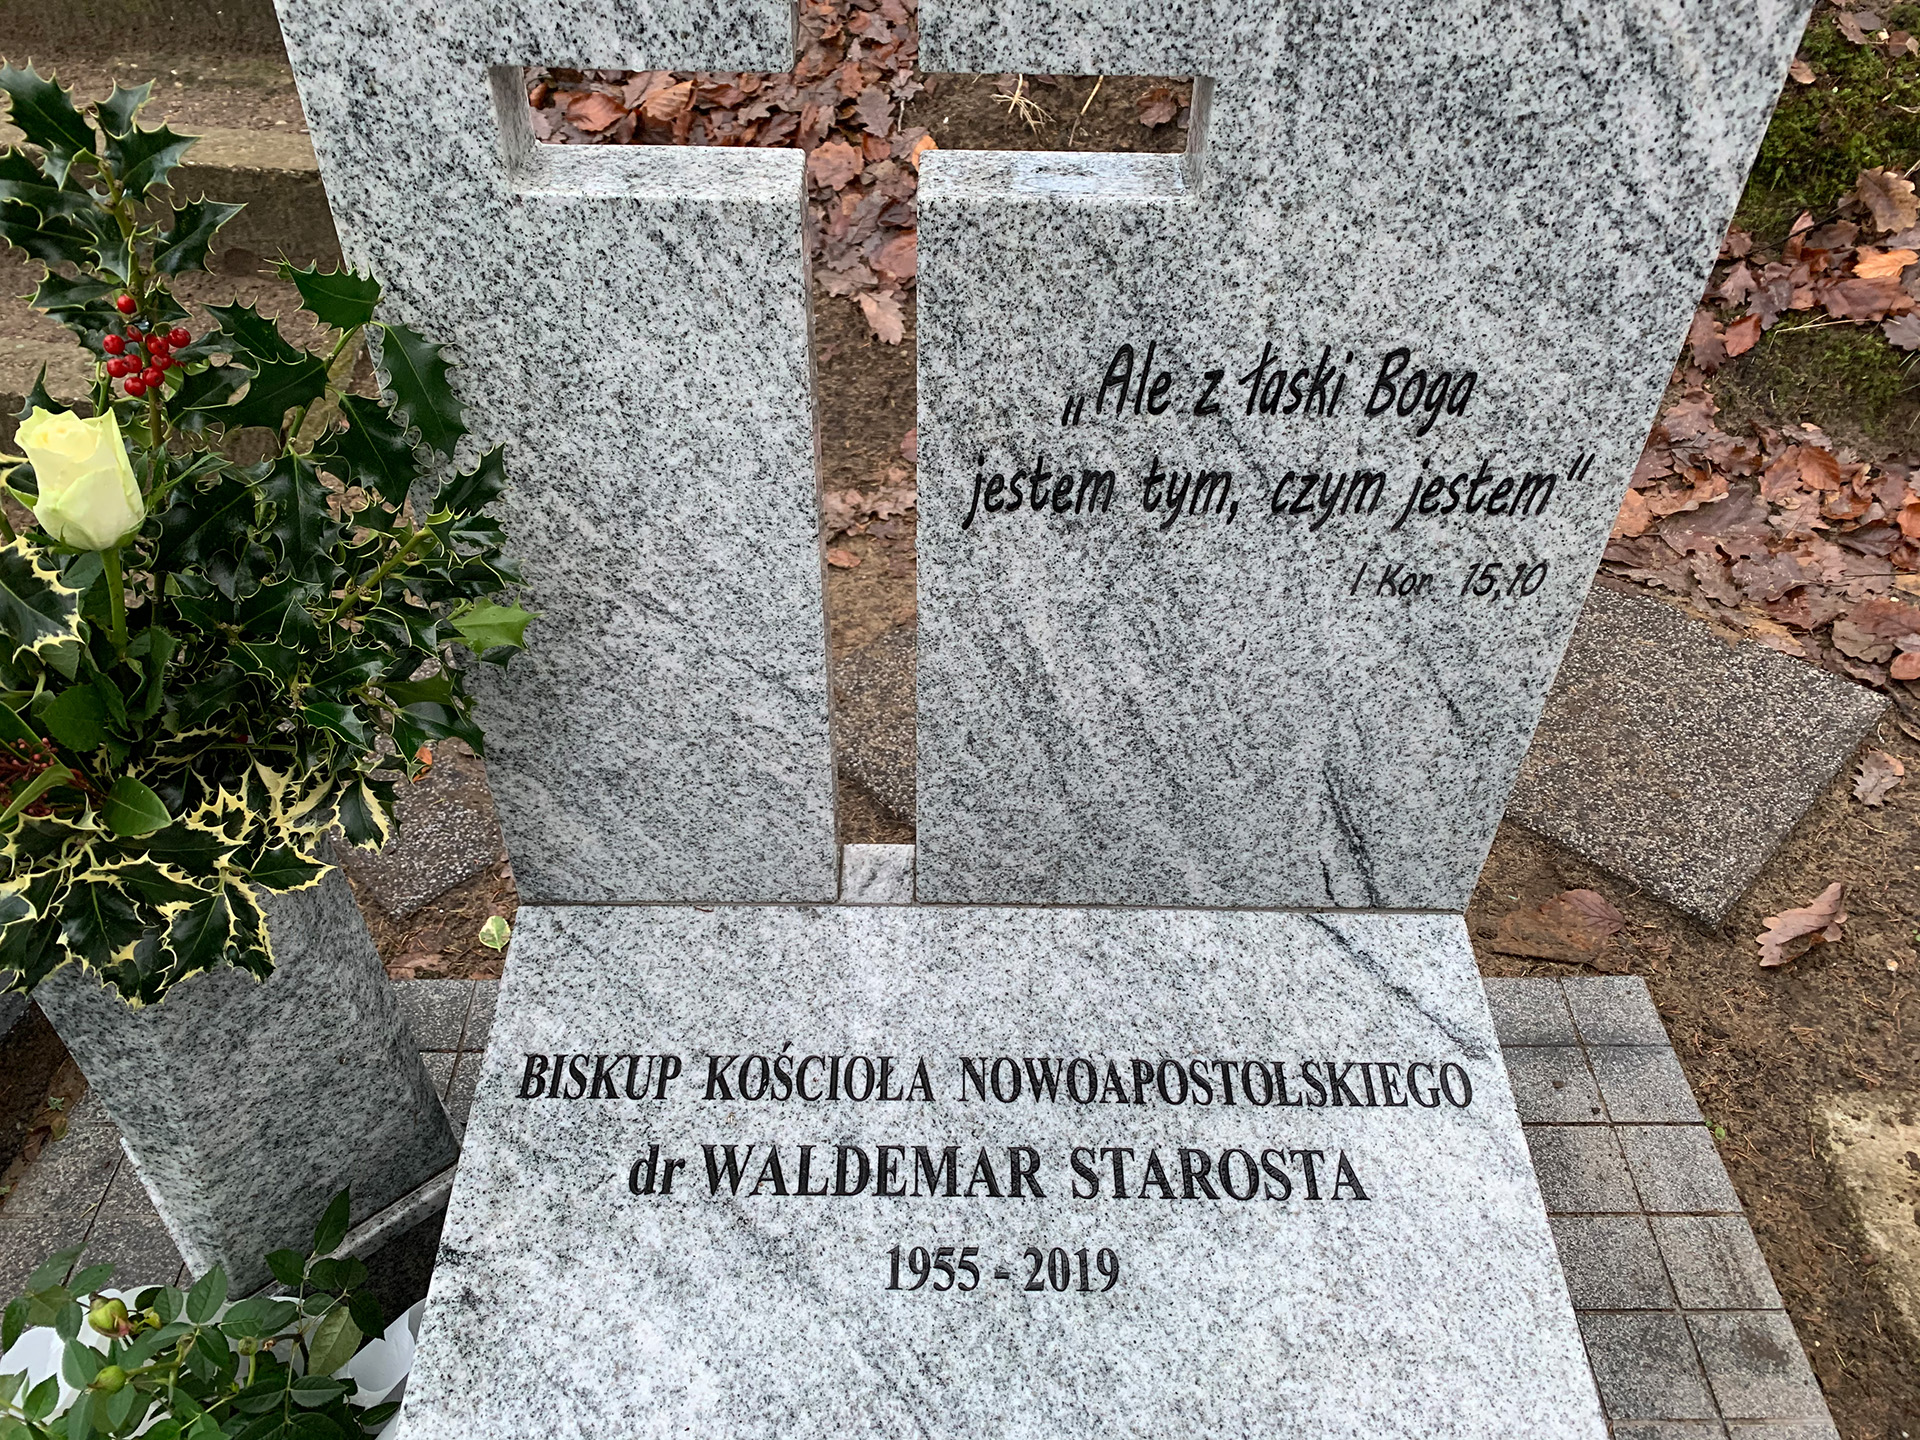 „Ale z łaski Boga
jestem tym, czym jestem"
I Kor 15,10
BISKUP KOŚCIOŁA NOWOAPOSTOLSKIEGO
dr WALDEMAR STAROSTA
1955 - 2019